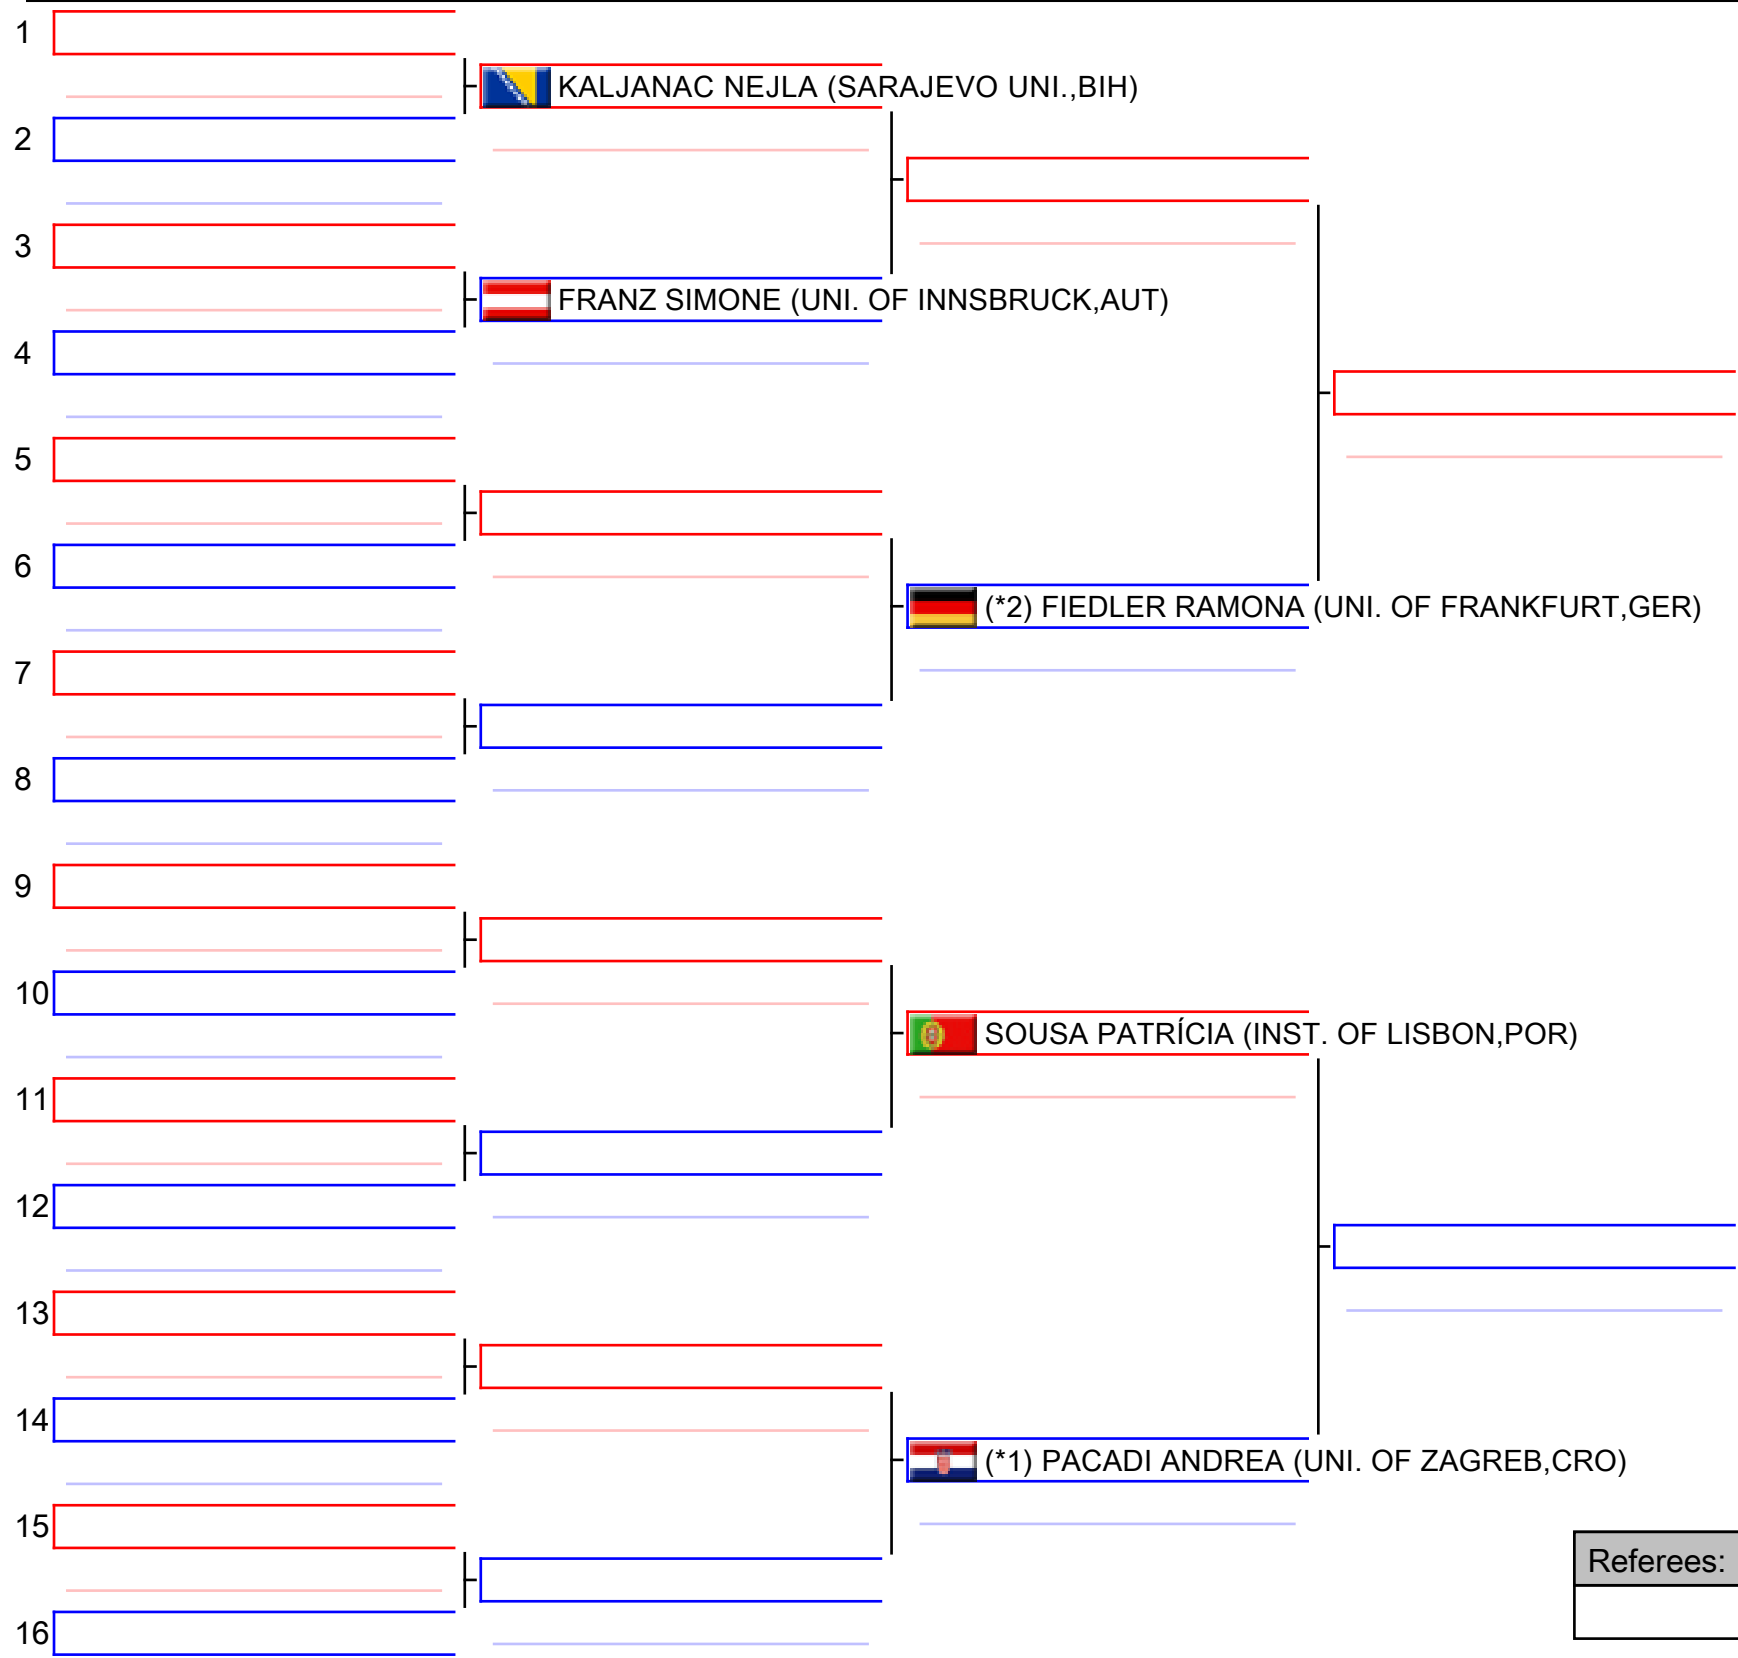 1
KALJANAC NEJLA (SARAJEVO UNI.,BIH)
2
3
FRANZ SIMONE (UNI. OF INNSBRUCK,AUT)
4
5
6
(*2) FIEDLER RAMONA (UNI. OF FRANKFURT,GER)
7
8
9
10
SOUSA PATRÍCIA (INST. OF LISBON,POR)
11
12
13
14
(*1) PACADI ANDREA (UNI. OF ZAGREB,CRO)
15
Referees:
16